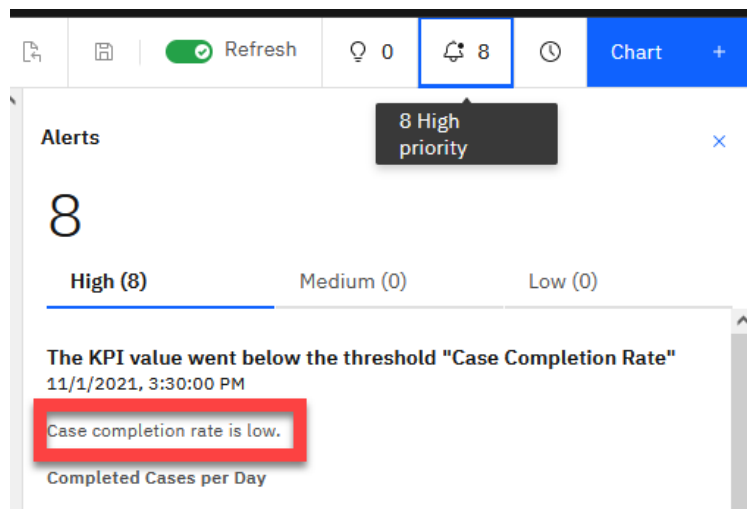 Refresh
0
8
Chart +
8 High
priority
Alerts
8
High (8)
Medium (0)
Low (0)
The KPI value went below the threshold "Case Completion Rate"
11/1/2021, 3:30:00 PM
Case completion rate is low.
Completed Cases per Day